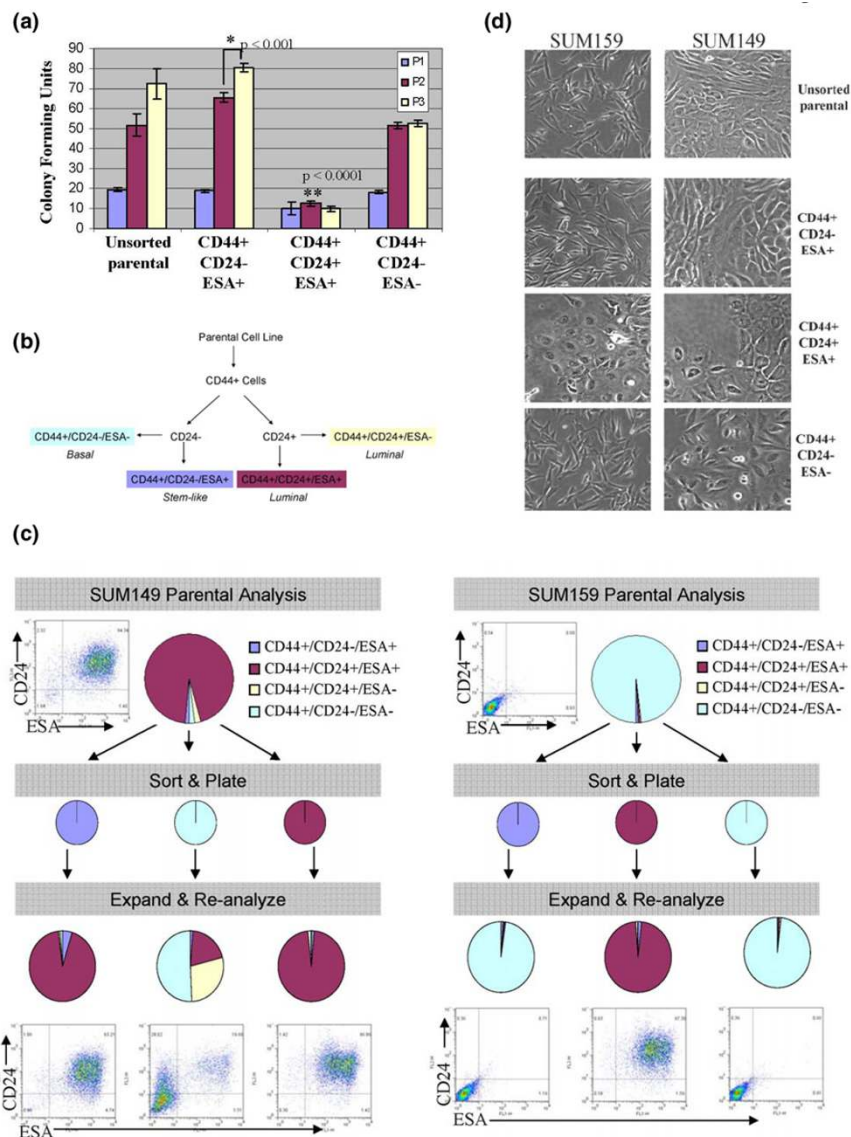 (a)
* p < 0.001
90
80
70
60
50
40
30
20
10
0
Colony Forming Units
P1
P2
P3
p < 0.0001
**
Unsorted
parental
CD44+
CD24-
ESA+
CD44+
CD24+
ESA+
CD44+
CD24-
ESA-
(b)
Parental Cell Line
CD44+ Cells
CD44+/CD24-/ESA-
CD24-
CD24+
CD44+/CD24+/ESA-
Basal
Luminal
CD44+/CD24-/ESA+
CD44+/CD24+/ESA+
Stem-like
Luminal
(d)
SUM159
SUM149
Unsorted
parental
CD44+
CD24-
ESA+
CD44+
CD24+
ESA+
CD44+
CD24-
ESA-
(c)
SUM149 Parental Analysis
CD24
ESA
CD44+/CD24-/ESA+
CD44+/CD24+/ESA+
CD44+/CD24+/ESA-
CD44+/CD24-/ESA-
Sort & Plate
Expand & Re-analyze
CD24
ESA
SUM159 Parental Analysis
CD24
ESA
CD44+/CD24-/ESA+
CD44+/CD24+/ESA+
CD44+/CD24+/ESA-
CD44+/CD24-/ESA-
Sort & Plate
Expand & Re-analyze
CD24
ESA